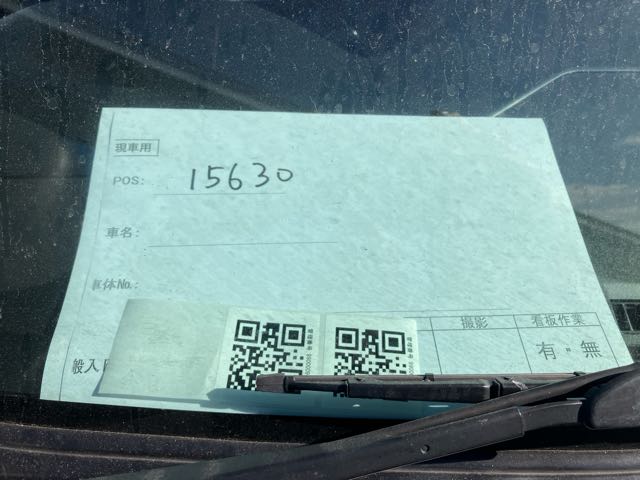 現車用
POS: 15630
車名:
車体No.:
撮影 看板作業
有・無
搬入